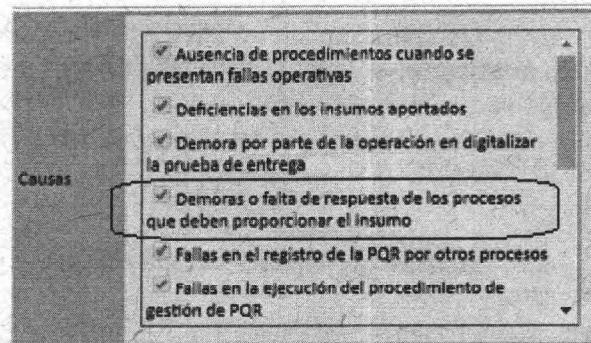 Causas
Ausencia de procedimientos cuando se
presentan fallas operativas
Deficiencias en los insumos aportados
Demora por parte de la operación en digitalizar
la prueba de entrega
Demoras o falta de respuesta de los procesos
que deben proporcionar el insumo
Fallas en el registro de la PQR por otros procesos
Fallas en la ejecución del procedimiento de
gestión de PQR